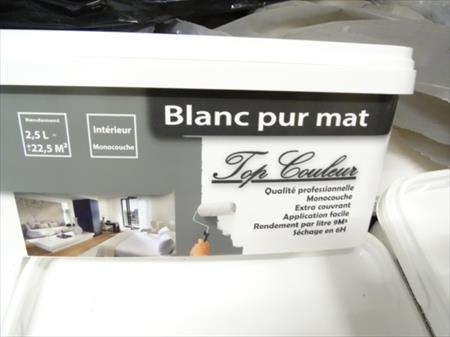 Blanc pur mat
Rendement
2,5 L =
±22,5 M²
Intérieur
Monocouche
Top Couleur
Qualité professionnelle
Monocouche
Extra couvrant
Application facile
Rendement par litre 9M²
Séchage en 6H